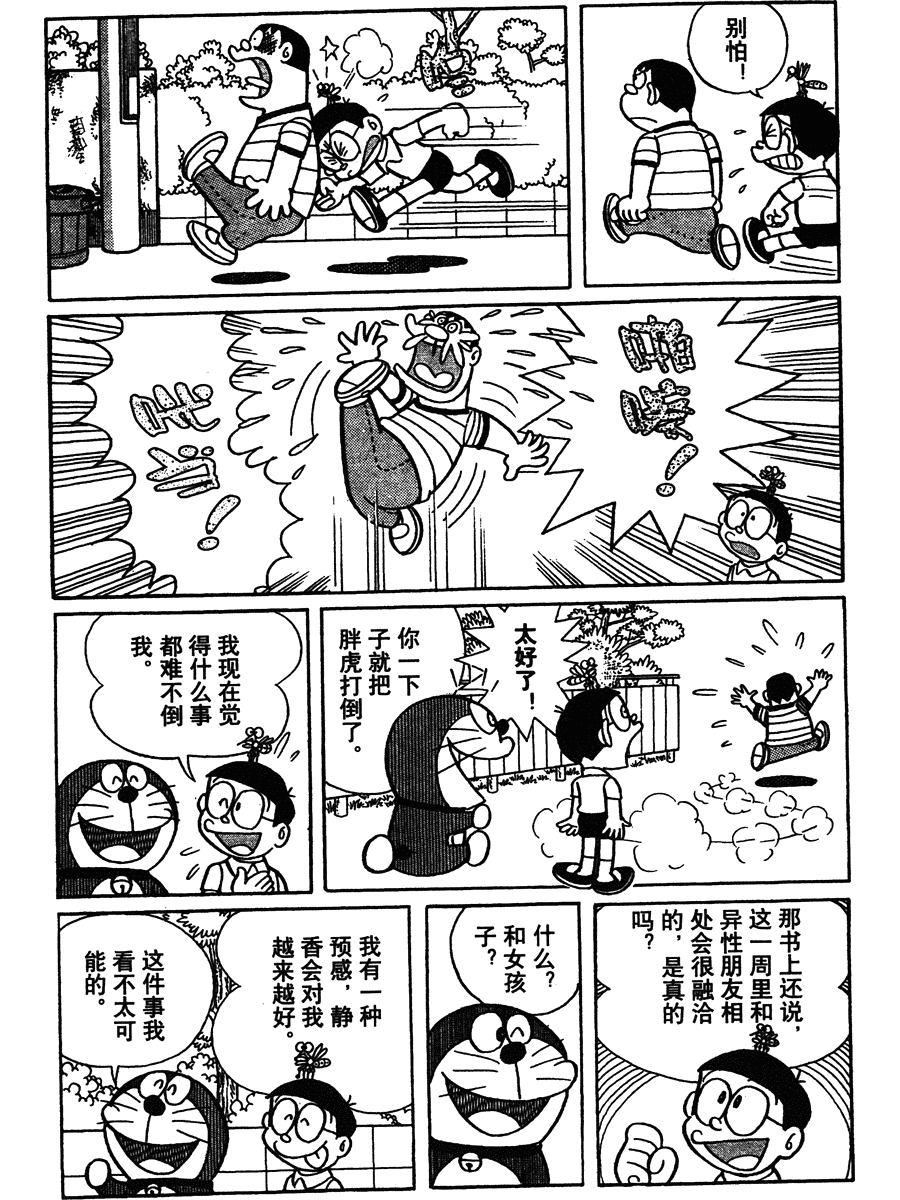 别
怕！
太好了！
你一下
子就把
胖虎打
倒了。
我现在觉
得什么事
都难不倒
我。
那书上还说，
这一周里和
异性朋友相
处会很融洽
的，是真的
吗？
什么？
和女孩
子？
我有一种
预感，静
香会对我
越来越好。
这件事我
看不太可
能的。